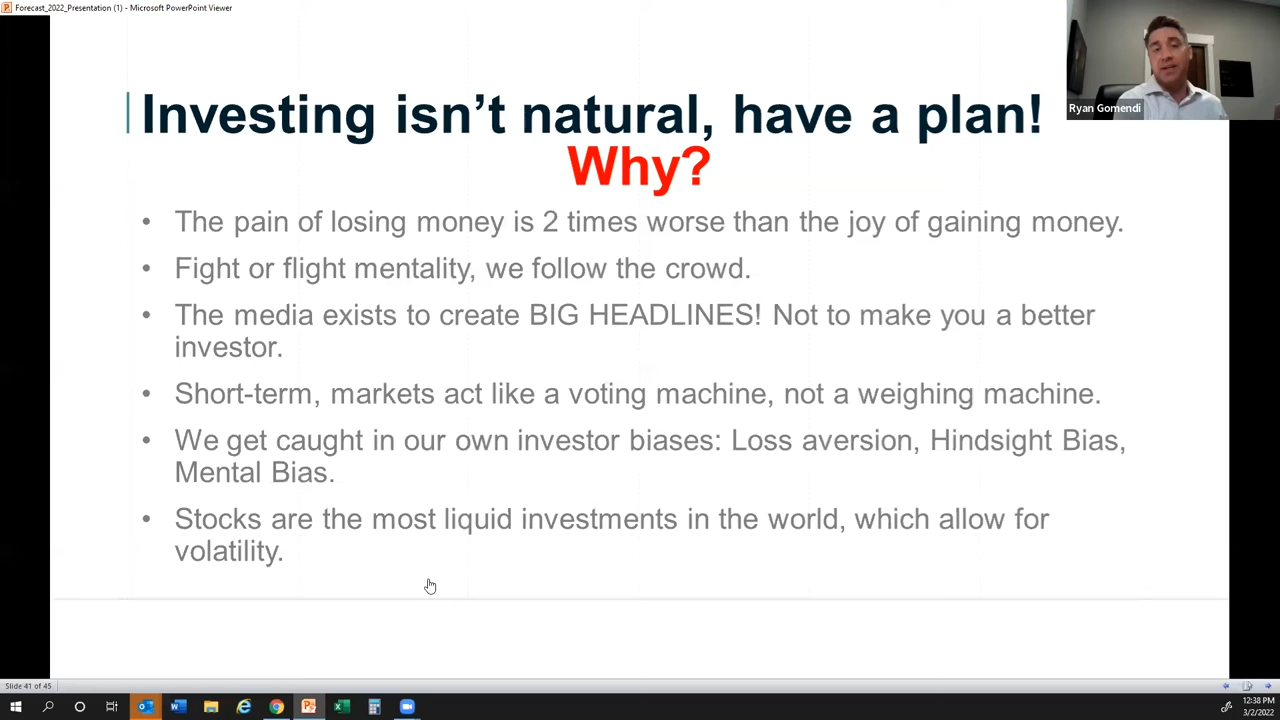 Forecast_2022_Presentation (1) - Microsoft PowerPoint Viewer
Ryan Gomendi
Investing isn’t natural, have a plan!
Why?
• The pain of losing money is 2 times worse than the joy of gaining money.
• Fight or flight mentality, we follow the crowd.
• The media exists to create BIG HEADLINES! Not to make you a better
investor.
• Short-term, markets act like a voting machine, not a weighing machine.
• We get caught in our own investor biases: Loss aversion, Hindsight Bias,
Mental Bias.
• Stocks are the most liquid investments in the world, which allow for
volatility.
Slide 41 of 45
12:38 PM
3/2/2022